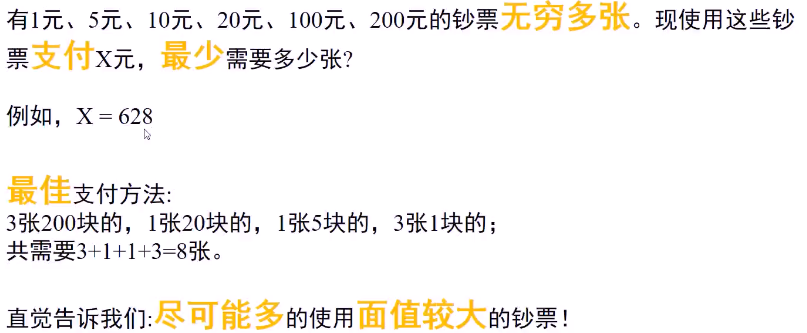 有1元、5元、10元、20元、100元、200元的钞票无穷多张。现使用这些钞
票支付X元，最少需要多少张?
例如，X = 628
最佳支付方法:
3张200块的，1张20块的，1张5块的，3张1块的；
共需要3+1+1+3=8张。
直觉告诉我们:尽可能多的使用面值较大的钞票！